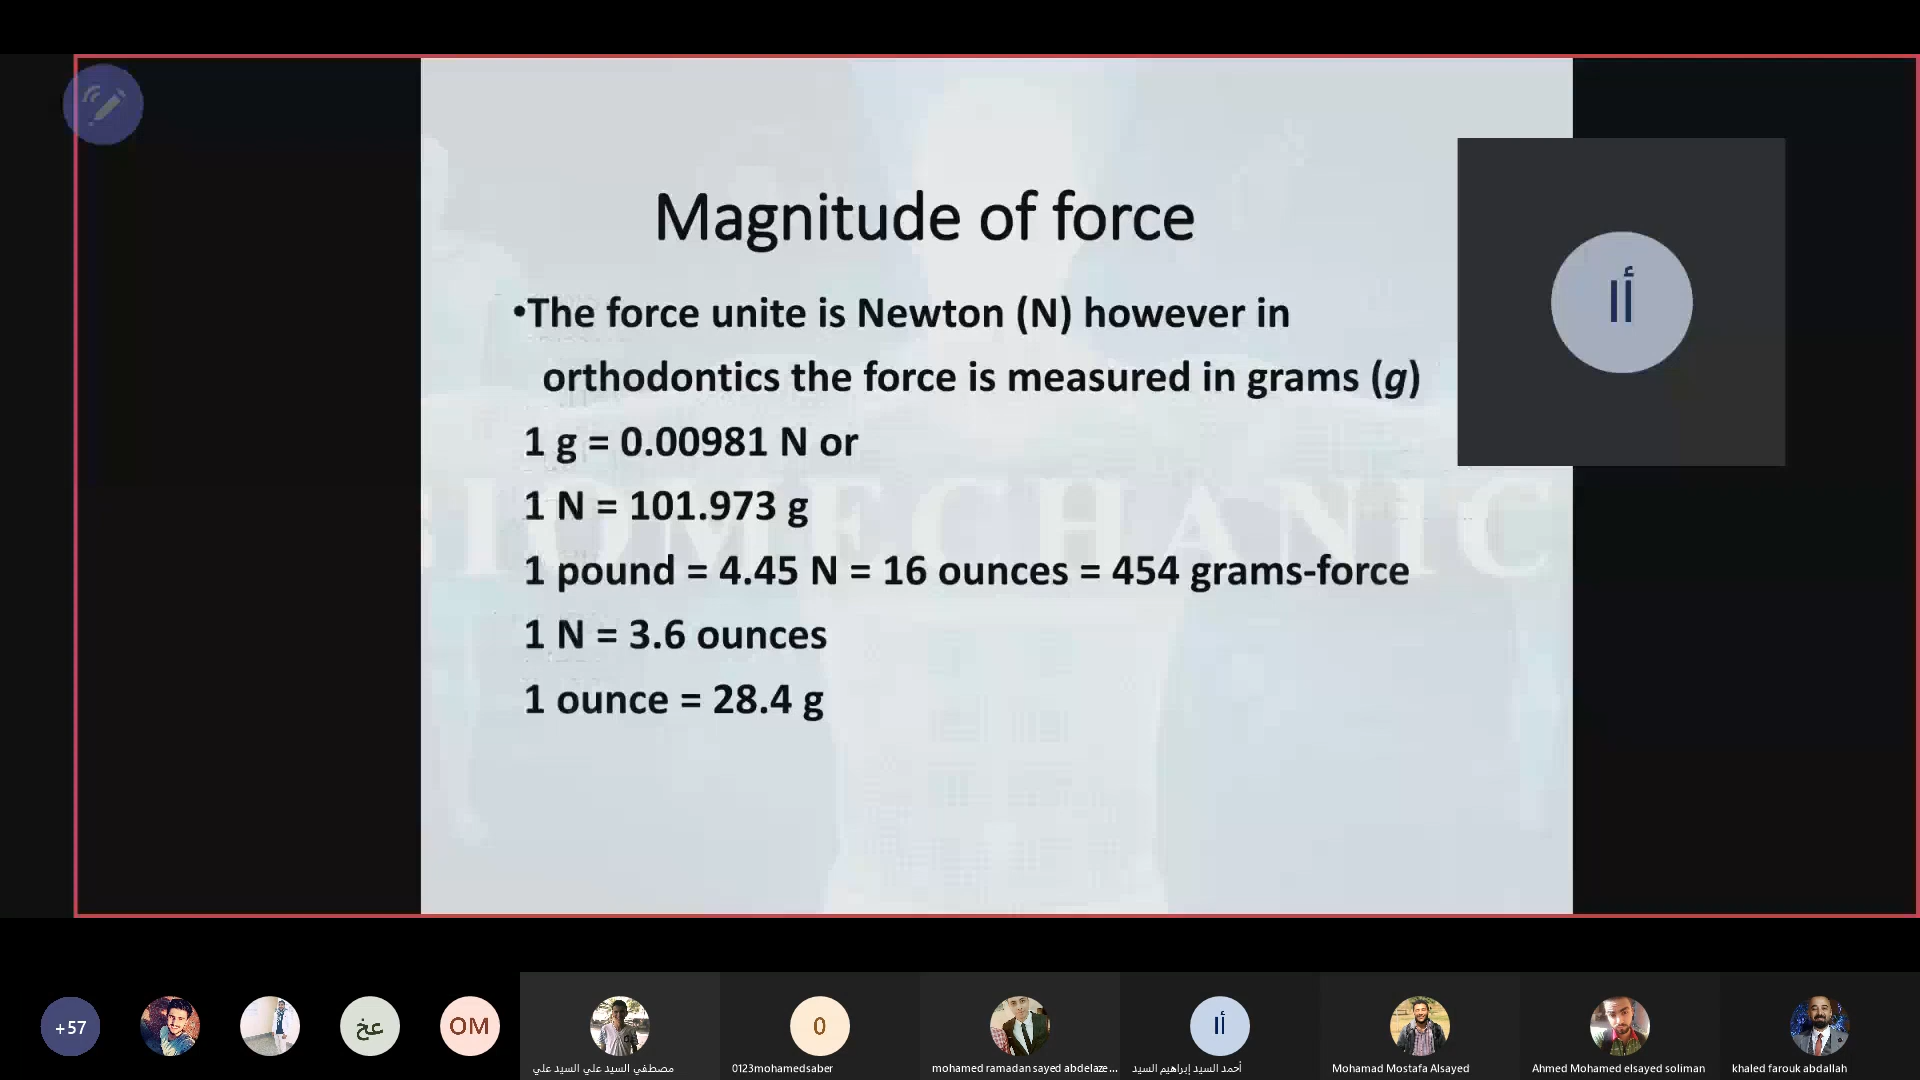 Magnitude of force
•The force unite is Newton (N) however in
orthodontics the force is measured in grams (g)
1 g = 0.00981 N or
1 N = 101.973 g
1 pound = 4.45 N = 16 ounces = 454 grams-force
1 N = 3.6 ounces
1 ounce = 28.4 g
BIOMECHANIC
أا
+57
عخ
OM
0
أا
مصطفي السيد علي السيد علي
0123mohamedsaber
mohamed ramadan sayed abdelaze...
أحمد السيد إبراهيم السيد
Mohamad Mostafa Alsayed
Ahmed Mohamed elsayed soliman
khaled farouk abdallah